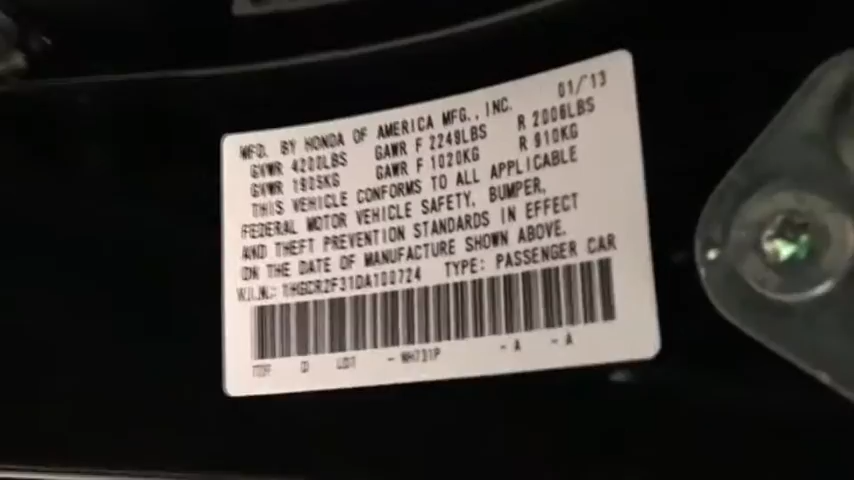 01/'13
MFD. BY HONDA OF AMERICA MFG., INC.
GVWR 4200LBS GAWR F 2249LBS R 2006LBS
GVWR 1905KG GAWR F 1020KG R 910KG
THIS VEHICLE CONFORMS TO ALL APPLICABLE
FEDERAL MOTOR VEHICLE SAFETY, BUMPER,
AND THEFT PREVENTION STANDARDS IN EFFECT
ON THE DATE OF MANUFACTURE SHOWN ABOVE.
V.I.N.: 1HGCR2F31DA100724 TYPE: PASSENGER CAR
- NH731P - A - A